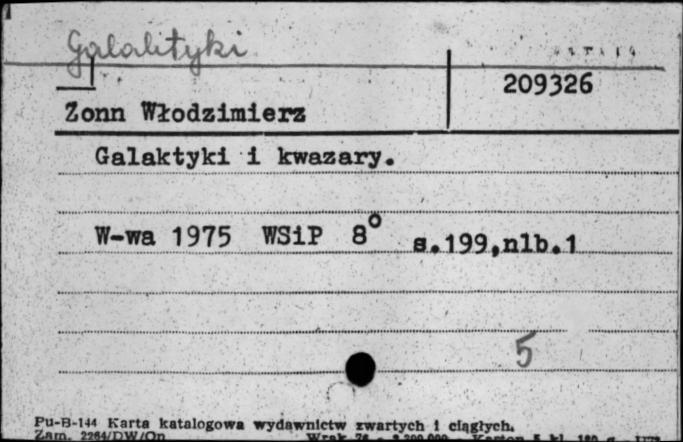 Galaktyki
209326
Zonn Włodzimierz
Galaktyki i kwazary.
W-wa 1975 WSiP 8° s.199,nlb.1
5
Pu-B-144 Karta katalogowa wydawnictw zwartych i ciągłych.
Zam. 2264/DW/On